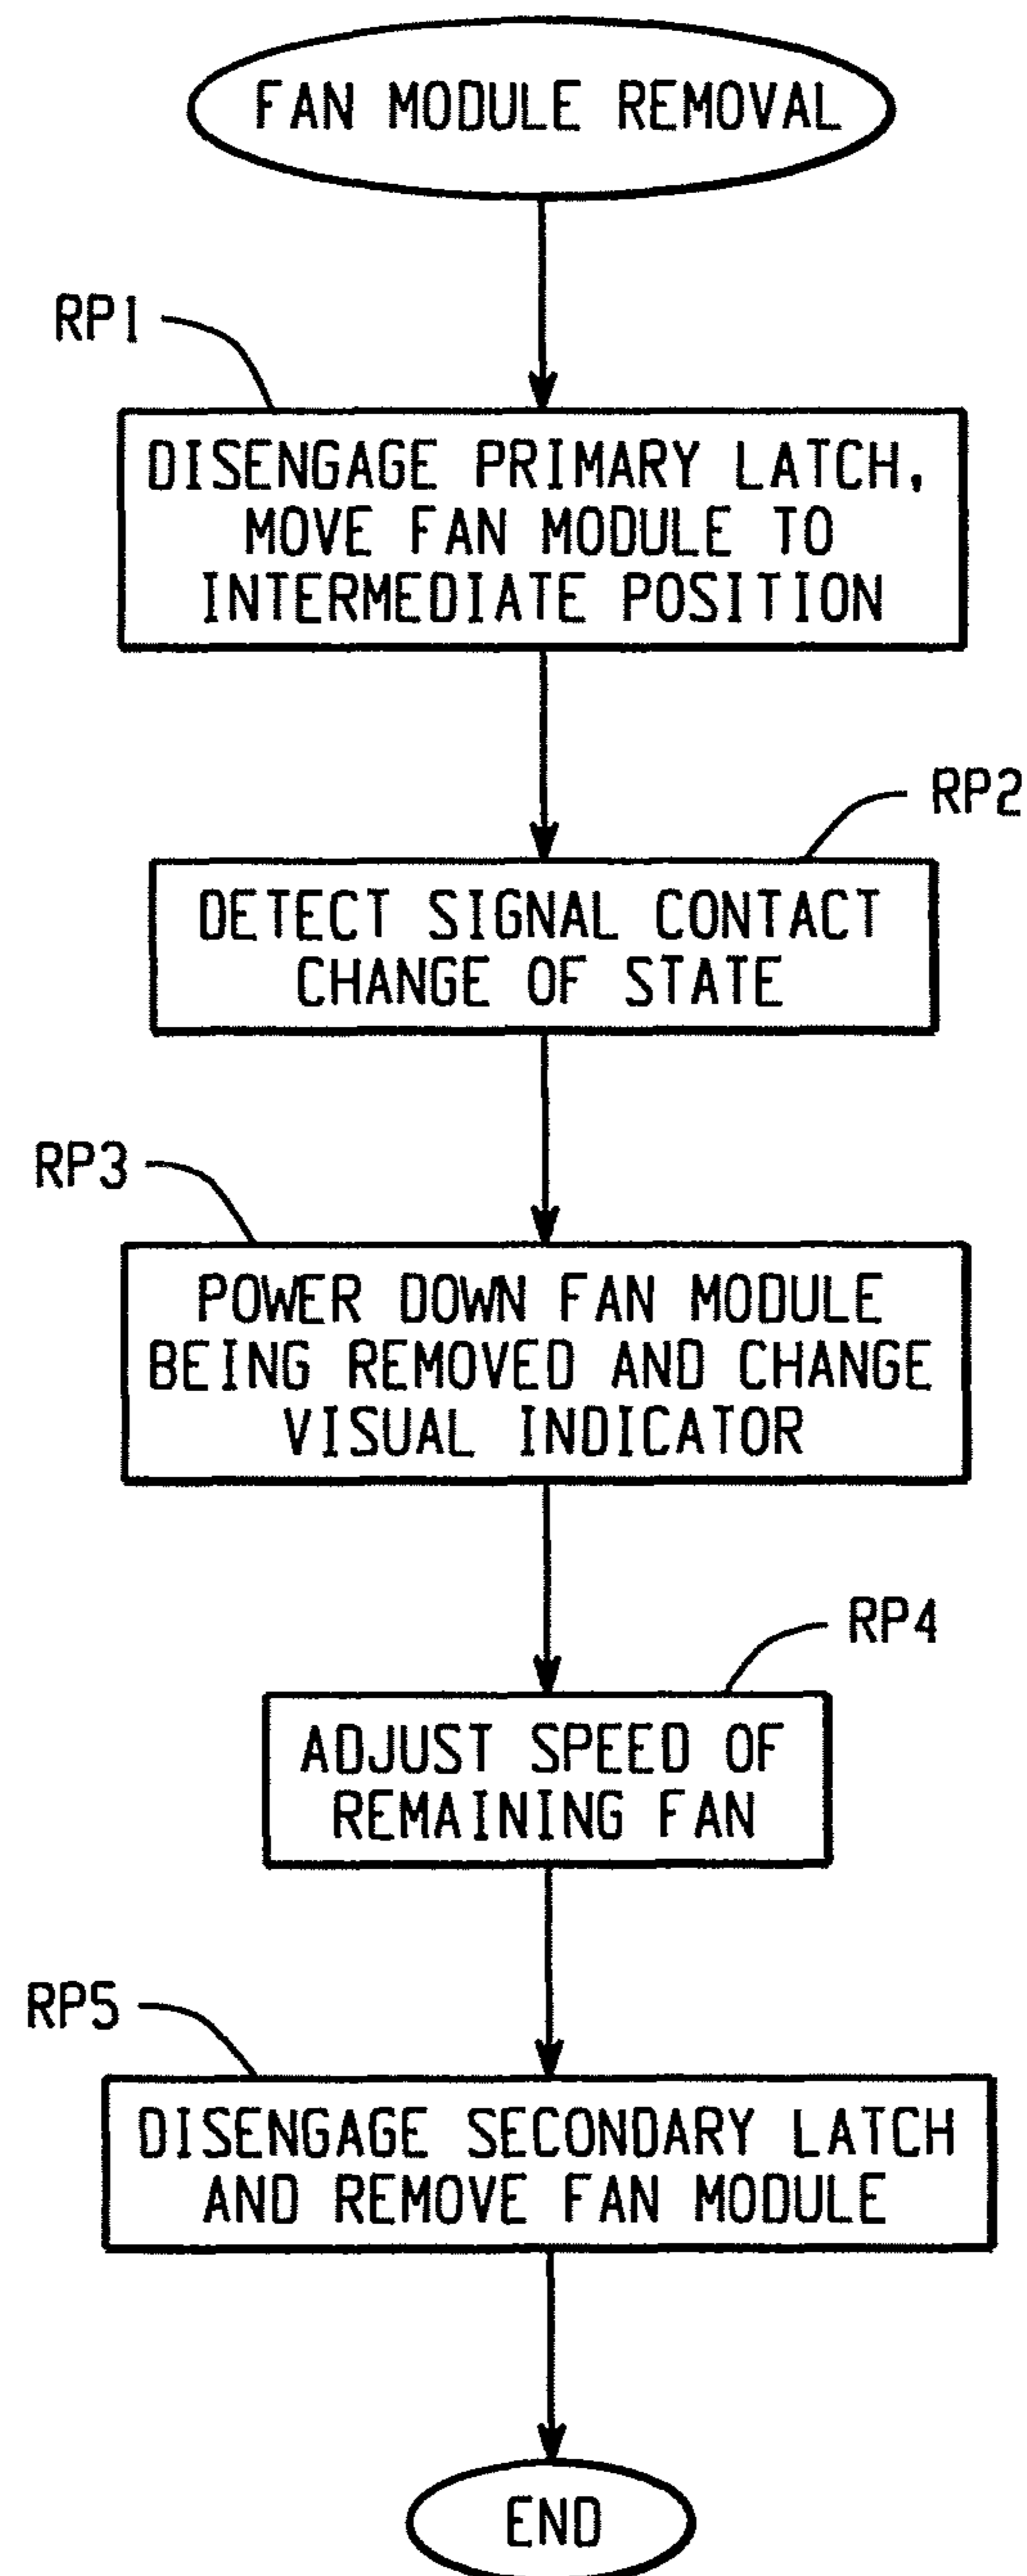 FAN MODULE REMOVAL
RP1
DISENGAGE PRIMARY LATCH,
MOVE FAN MODULE TO
INTERMEDIATE POSITION
RP2
DETECT SIGNAL CONTACT
CHANGE OF STATE
RP3
POWER DOWN FAN MODULE
BEING REMOVED AND CHANGE
VISUAL INDICATOR
RP4
ADJUST SPEED OF
REMAINING FAN
RP5
DISENGAGE SECONDARY LATCH
AND REMOVE FAN MODULE
END